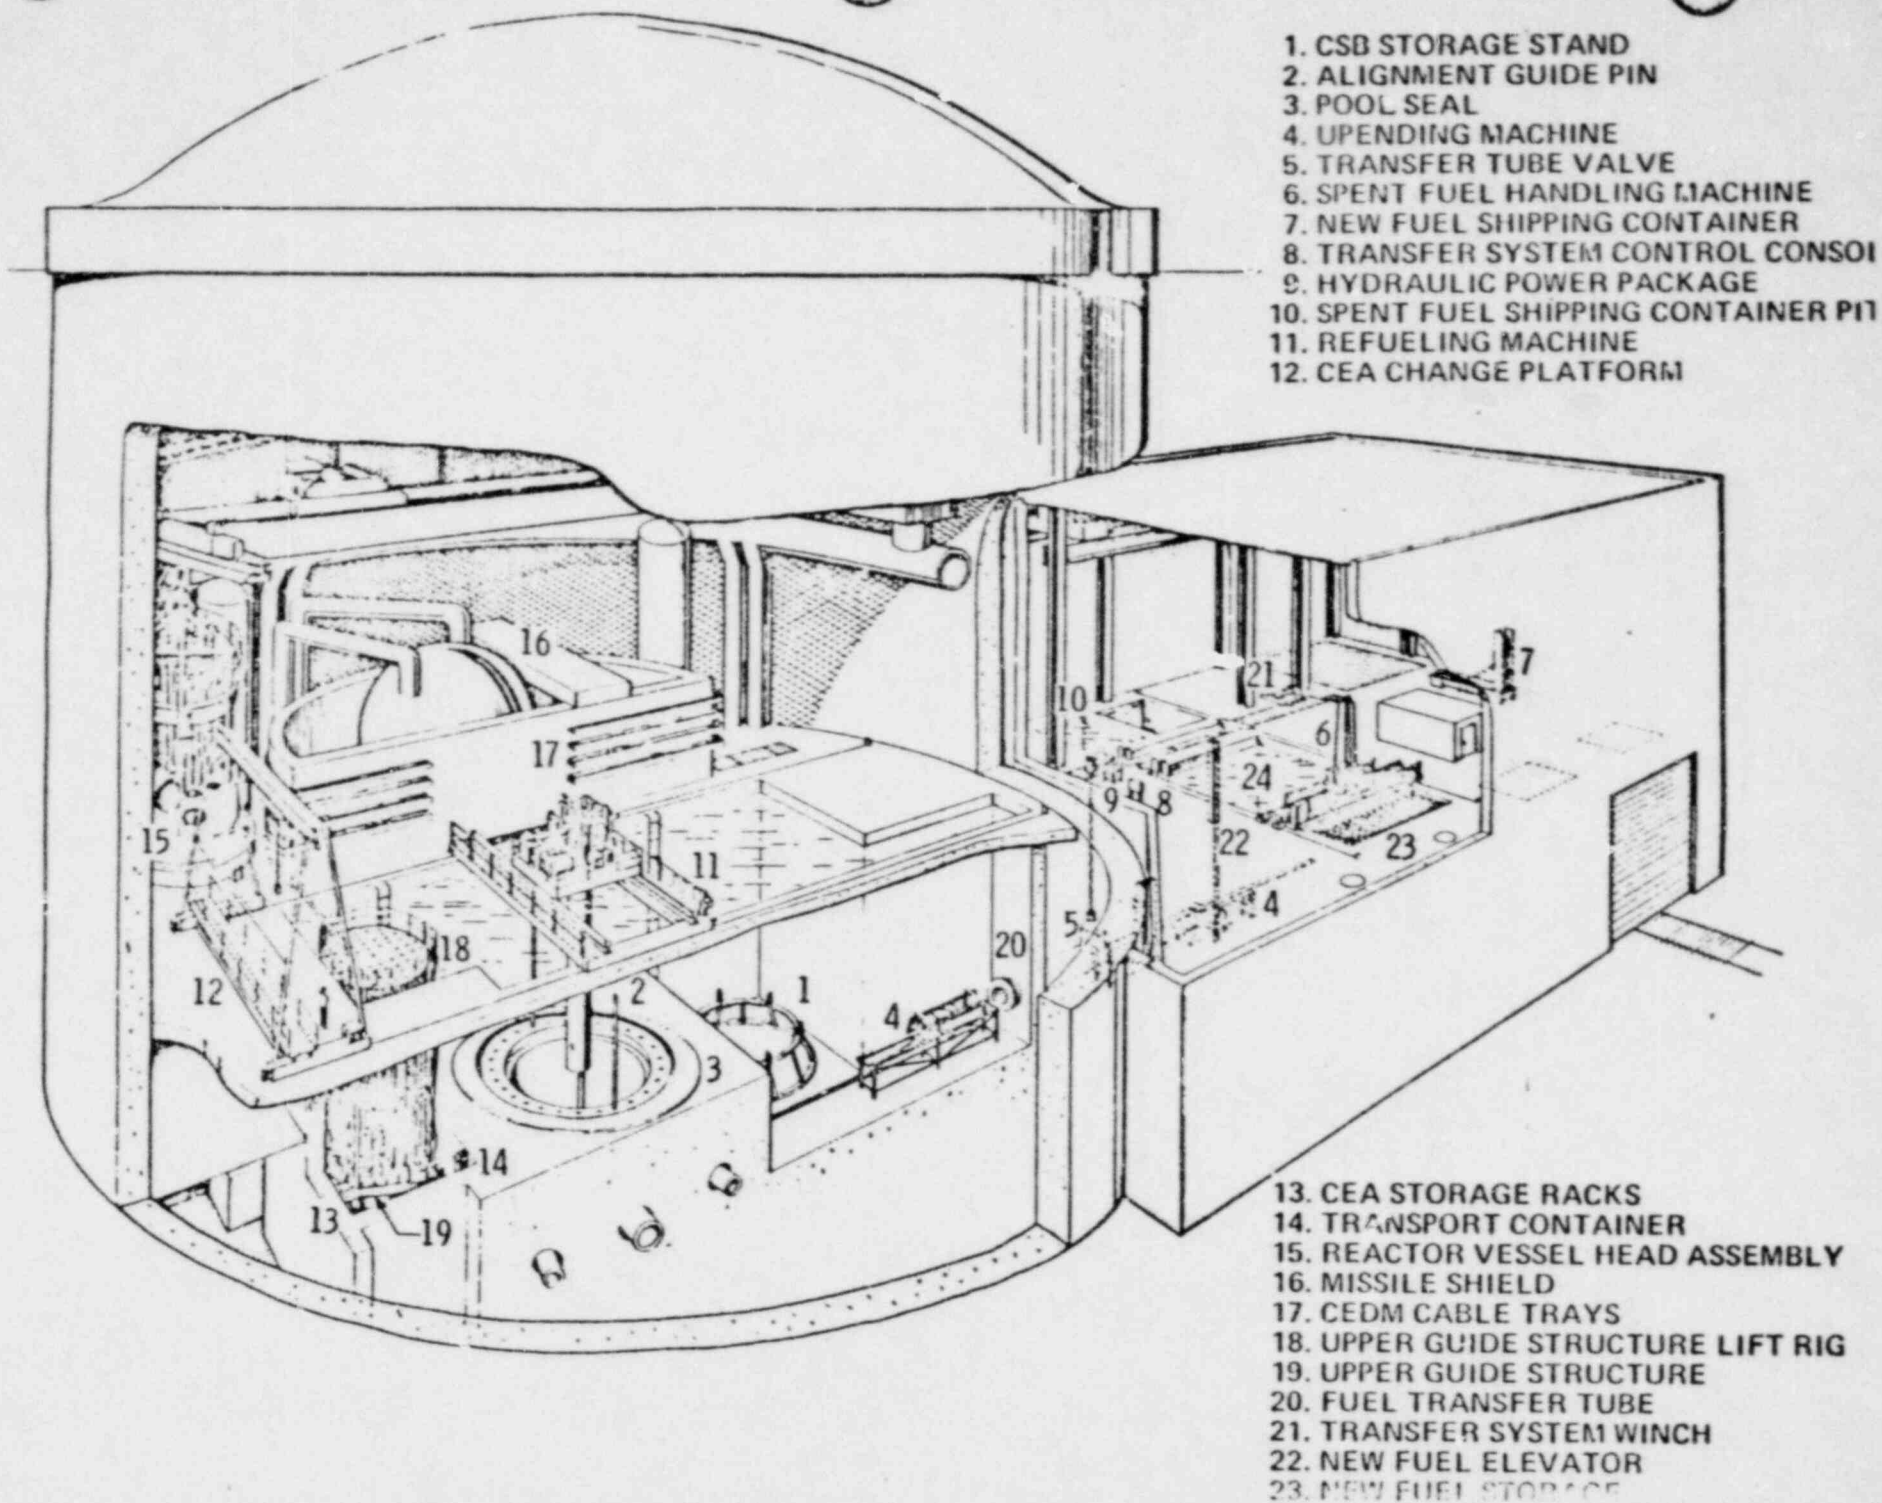 1. CSB STORAGE STAND
2. ALIGNMENT GUIDE PIN
3. POOL SEAL
4. UPENDING MACHINE
5. TRANSFER TUBE VALVE
6. SPENT FUEL HANDLING MACHINE
7. NEW FUEL SHIPPING CONTAINER
8. TRANSFER SYSTEM CONTROL CONSOL
9. HYDRAULIC POWER PACKAGE
10. SPENT FUEL SHIPPING CONTAINER PIT
11. REFUELING MACHINE
12. CEA CHANGE PLATFORM
16
21
7
10
17
6
24
9
8
15
11
22
23
18
4
5
20
12
2
1
4
3
14
13
19
13. CEA STORAGE RACKS
14. TRANSPORT CONTAINER
15. REACTOR VESSEL HEAD ASSEMBLY
16. MISSILE SHIELD
17. CEDM CABLE TRAYS
18. UPPER GUIDE STRUCTURE LIFT RIG
19. UPPER GUIDE STRUCTURE
20. FUEL TRANSFER TUBE
21. TRANSFER SYSTEM WINCH
22. NEW FUEL ELEVATOR
23. NEW FUEL STORAGE